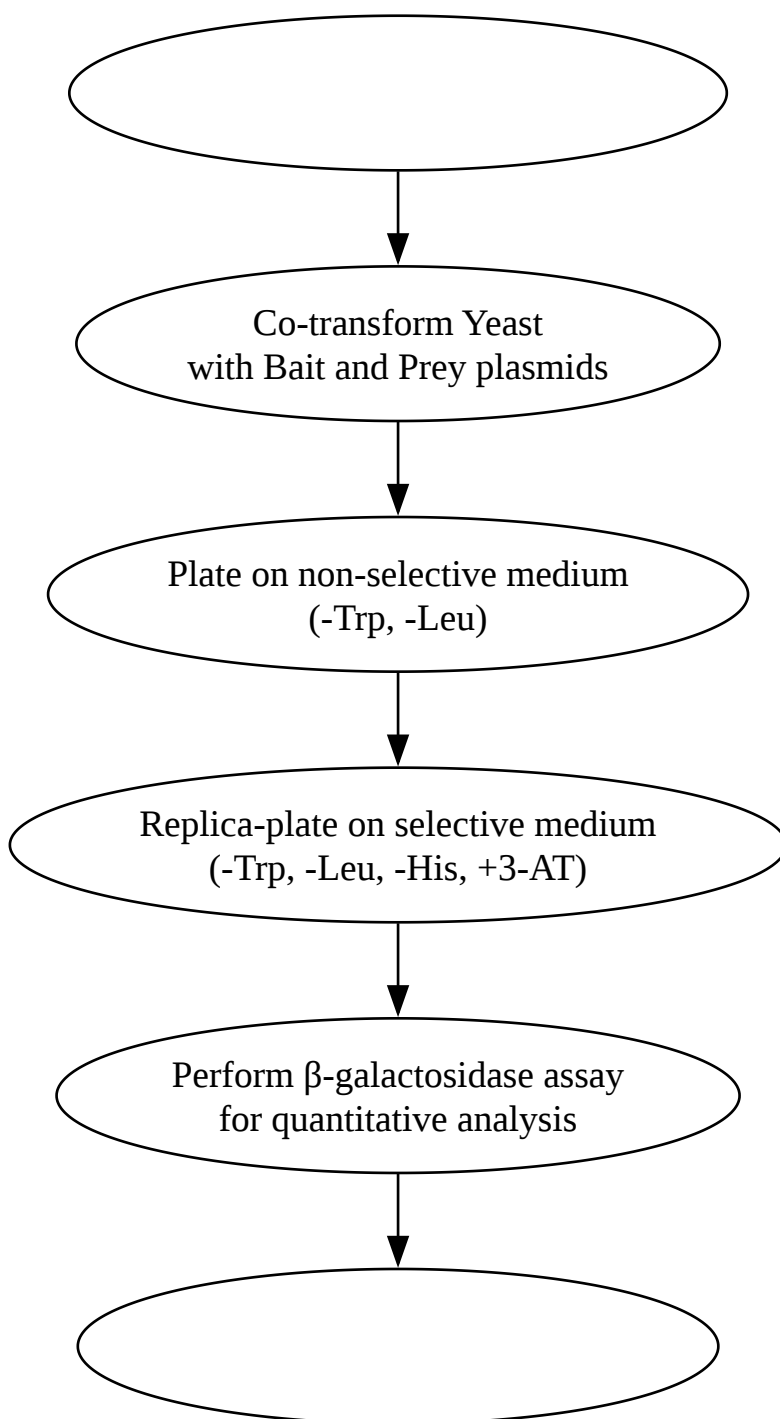 Co-transform Yeast
with Bait and Prey plasmids
Plate on non-selective medium
(-Trp, -Leu)
Replica-plate on selective medium
(-Trp, -Leu, -His, +3-AT)
Perform β-galactosidase assay
for quantitative analysis